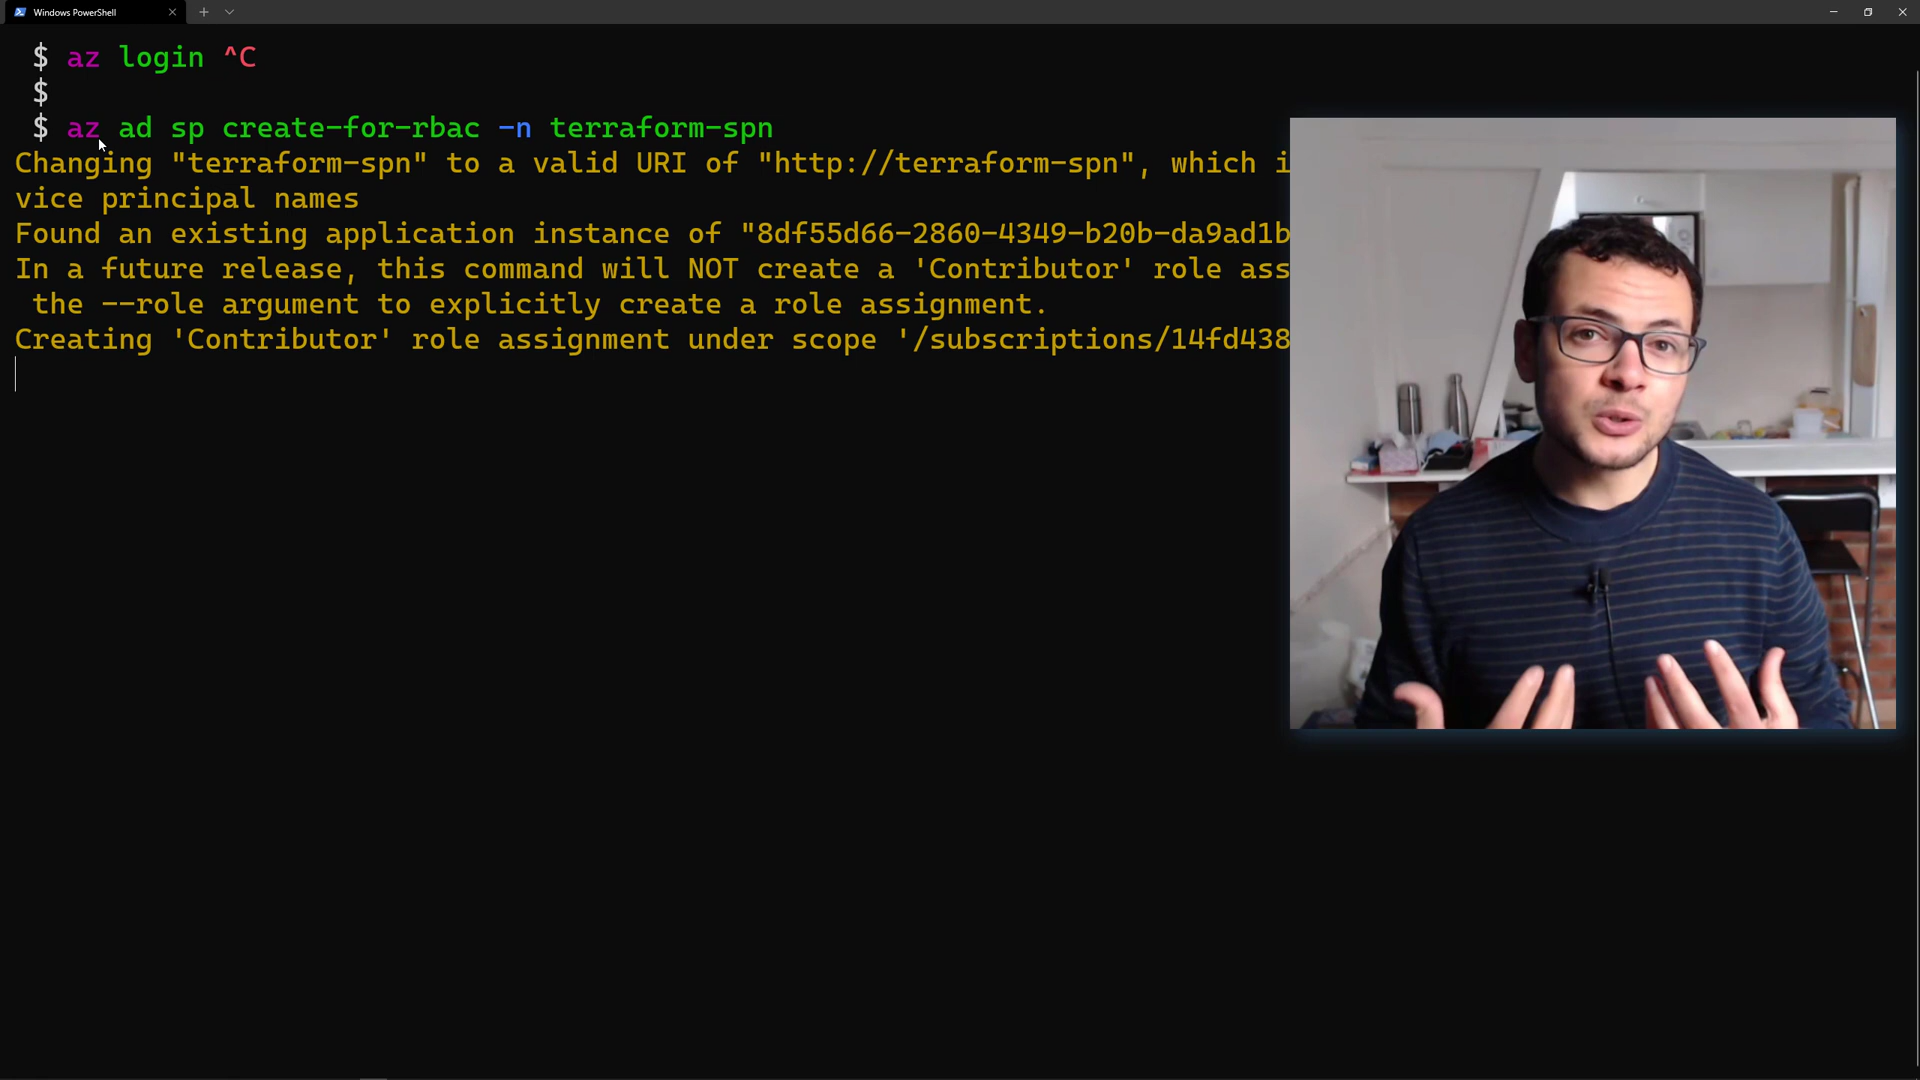 Windows PowerShell
$ az login ^C
$
$ az ad sp create-for-rbac -n terraform-spn
Changing "terraform-spn" to a valid URI of "http://terraform-spn", which i
vice principal names
Found an existing application instance of "8df55d66-2860-4349-b20b-da9ad1b
In a future release, this command will NOT create a 'Contributor' role ass
the --role argument to explicitly create a role assignment.
Creating 'Contributor' role assignment under scope '/subscriptions/14fd438